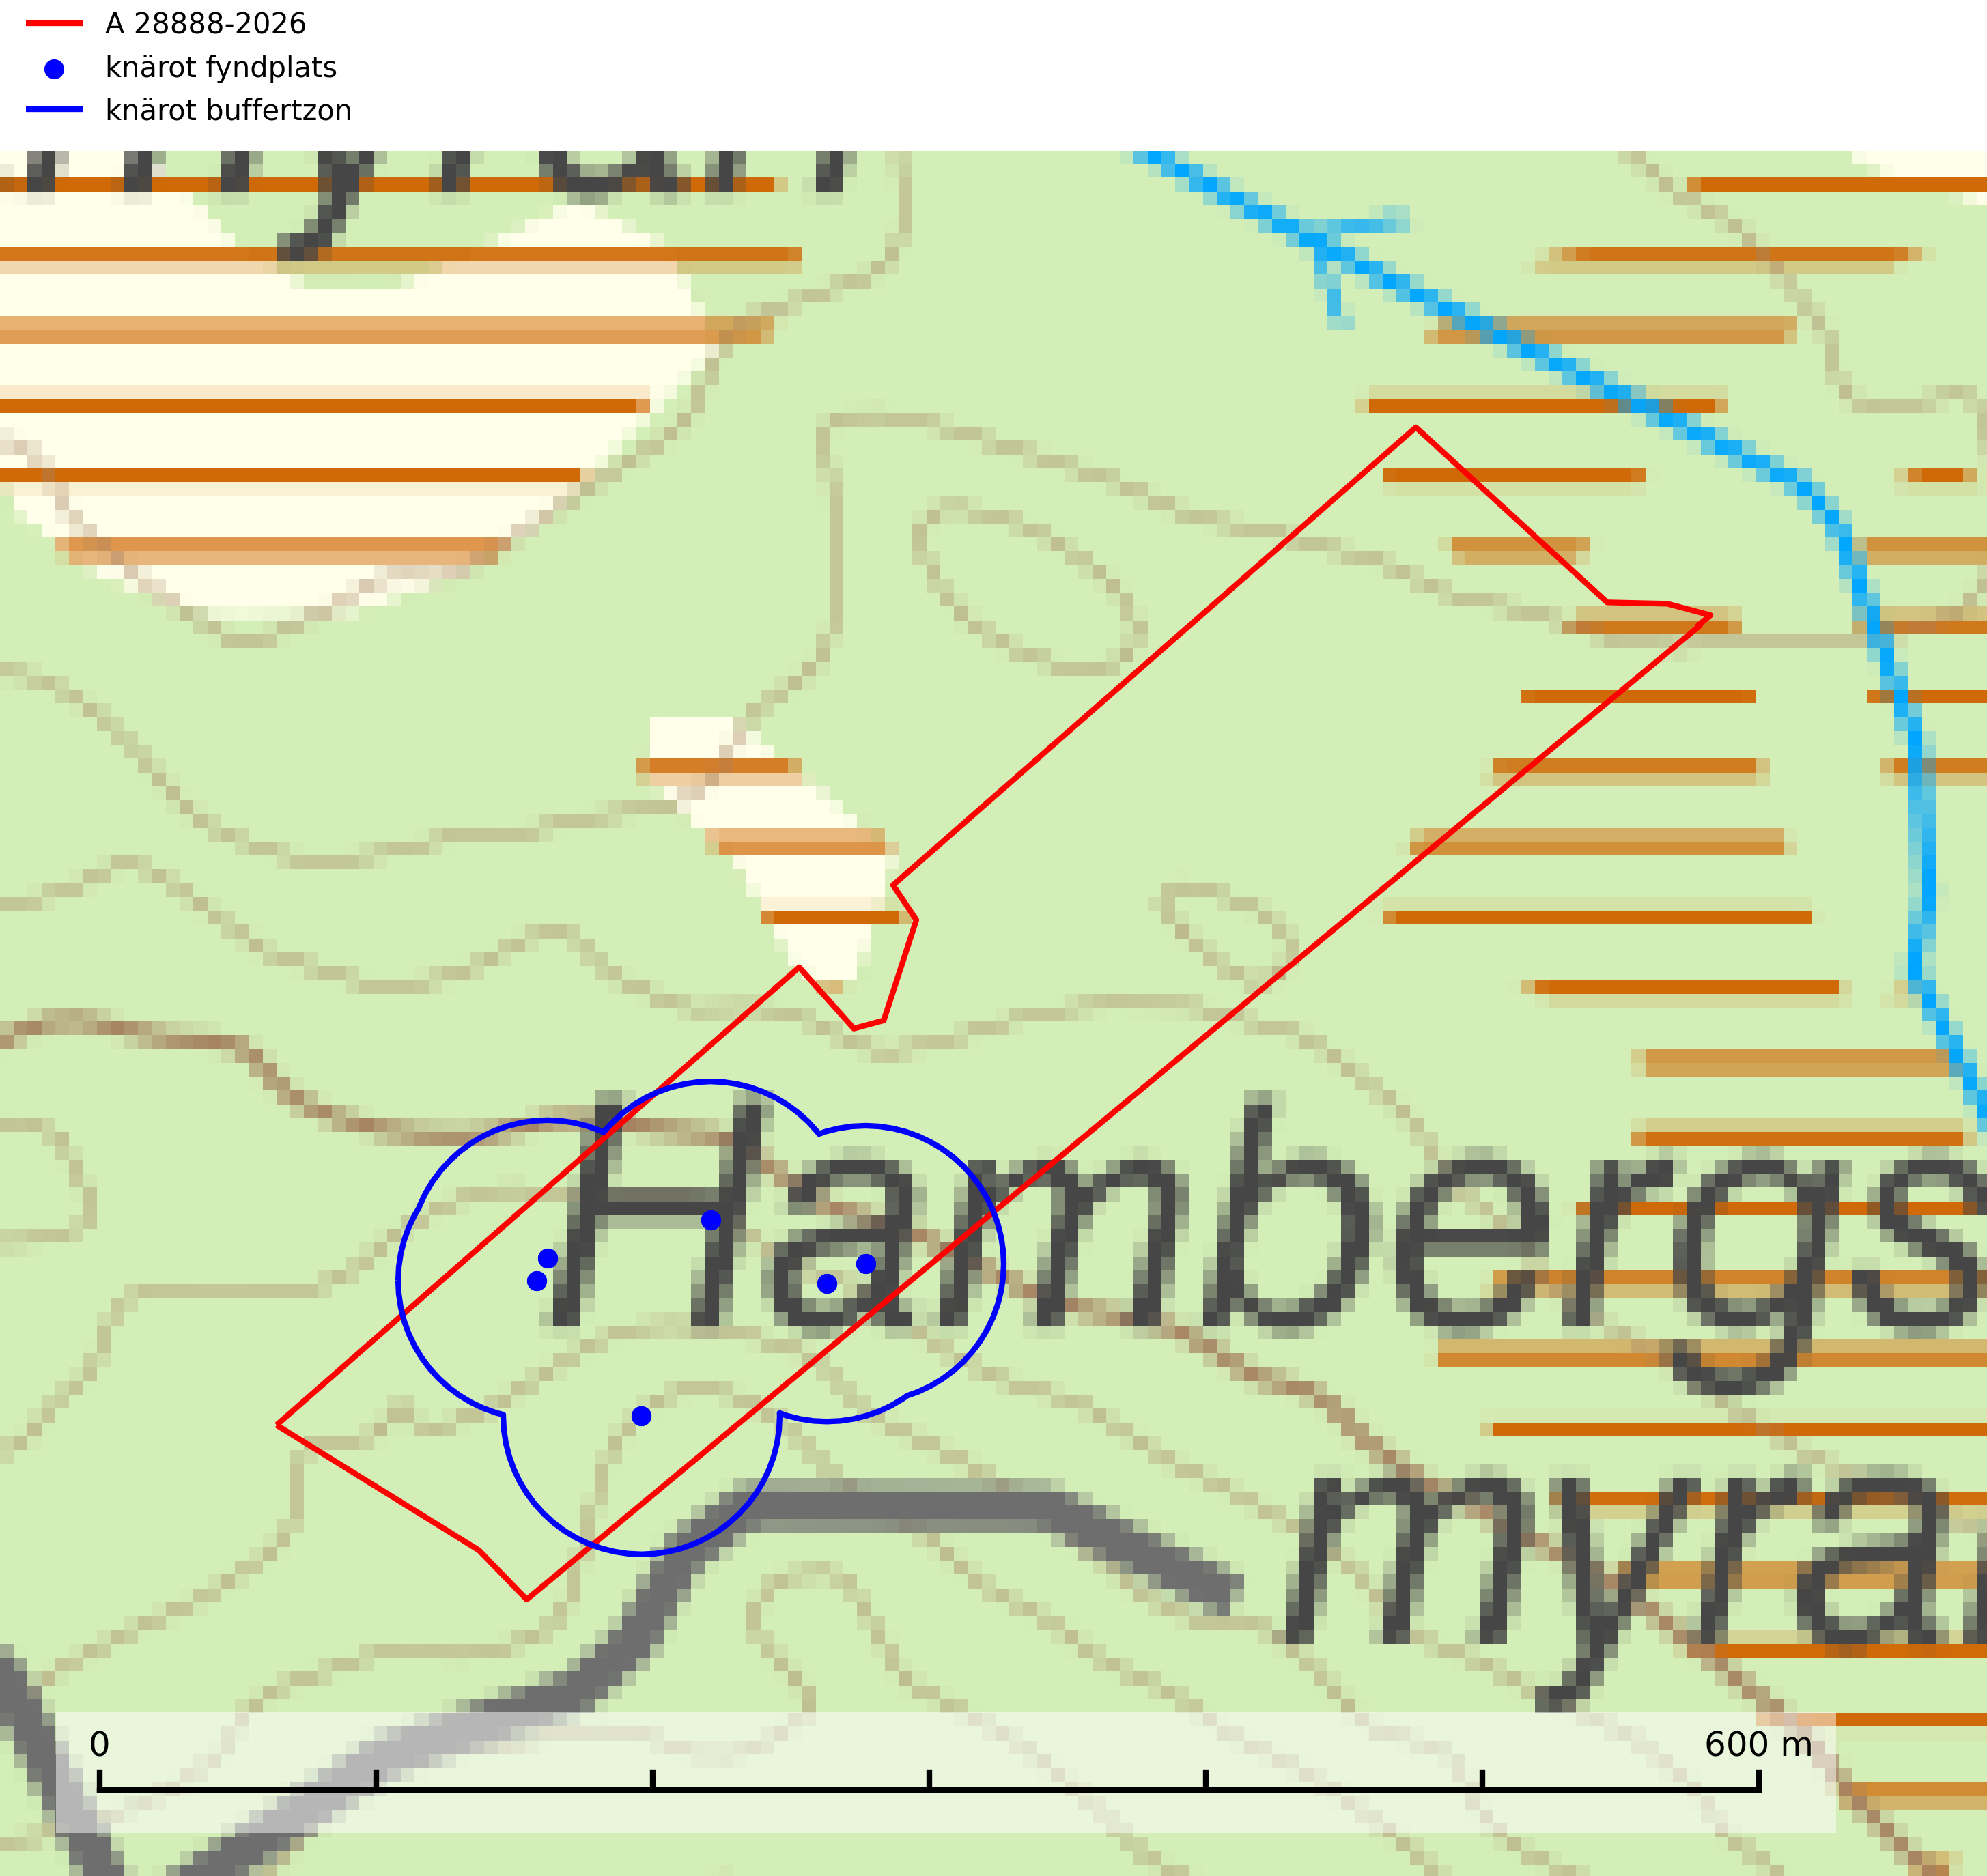 A 28888-2026
knärot fyndplats
knärot buffertzon
Hambergs
myra
0
600 m